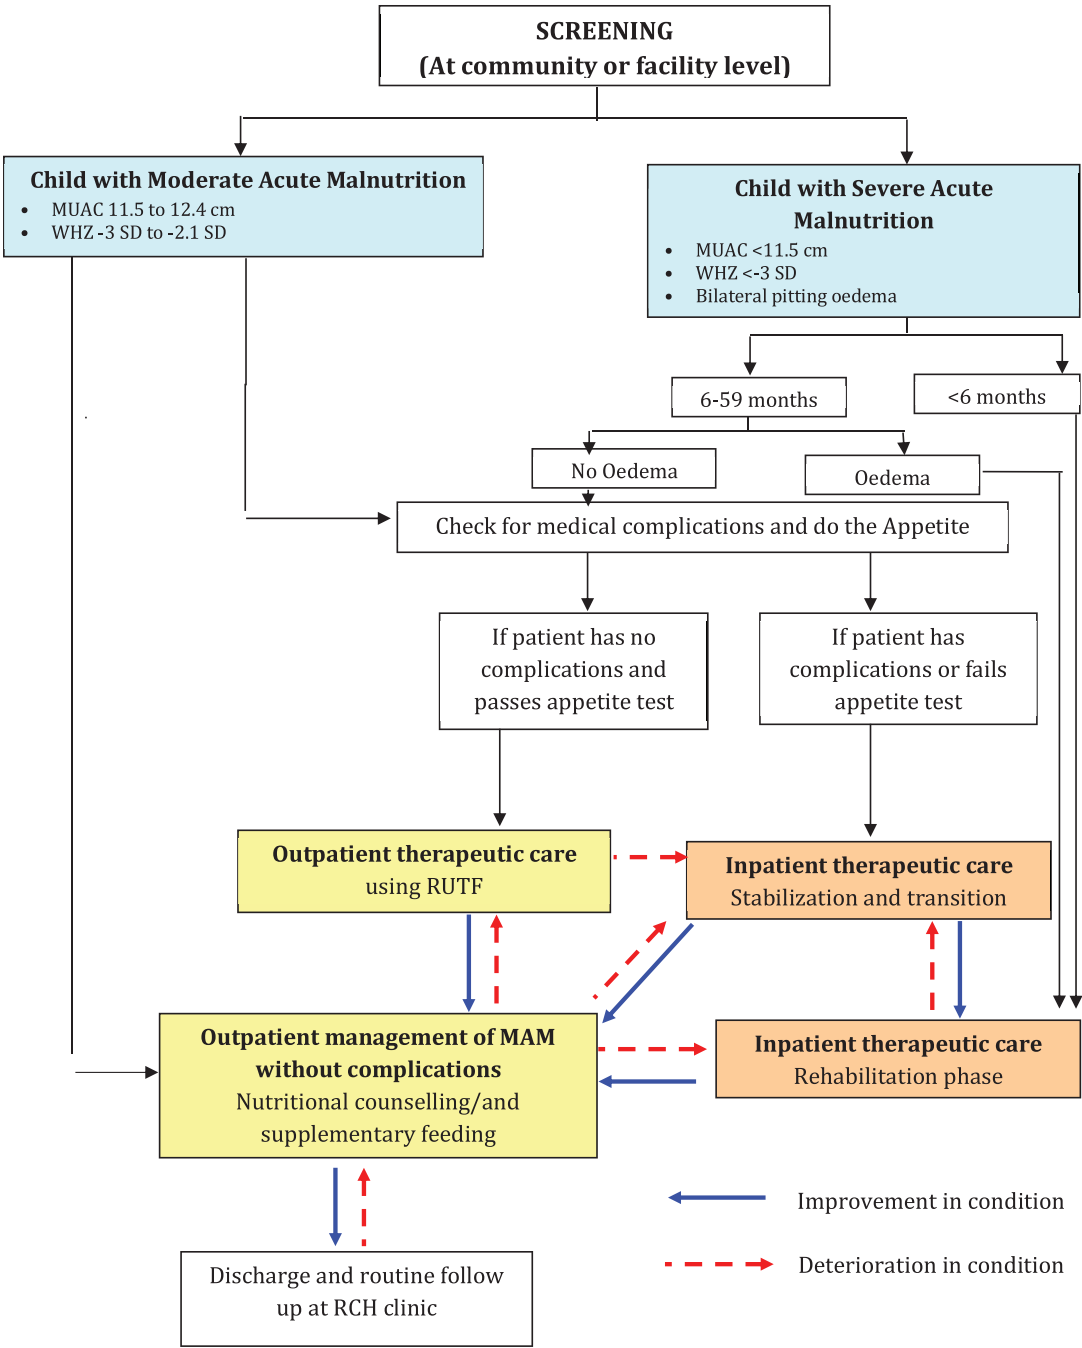 SCREENING
(At community or facility level)
Child with Moderate Acute Malnutrition
• MUAC 11.5 to 12.4 cm
• WHZ -3 SD to -2.1 SD
Child with Severe Acute
Malnutrition
• MUAC <11.5 cm
• WHZ <-3 SD
• Bilateral pitting oedema
6-59 months
<6 months
No Oedema
Oedema
Check for medical complications and do the Appetite
If patient has no
complications and
passes appetite test
If patient has
complications or fails
appetite test
Outpatient therapeutic care
using RUTF
Inpatient therapeutic care
Stabilization and transition
Outpatient management of MAM
without complications
Nutritional counselling/and
supplementary feeding
Inpatient therapeutic care
Rehabilitation phase
Improvement in condition
Deterioration in condition
Discharge and routine follow
up at RCH clinic